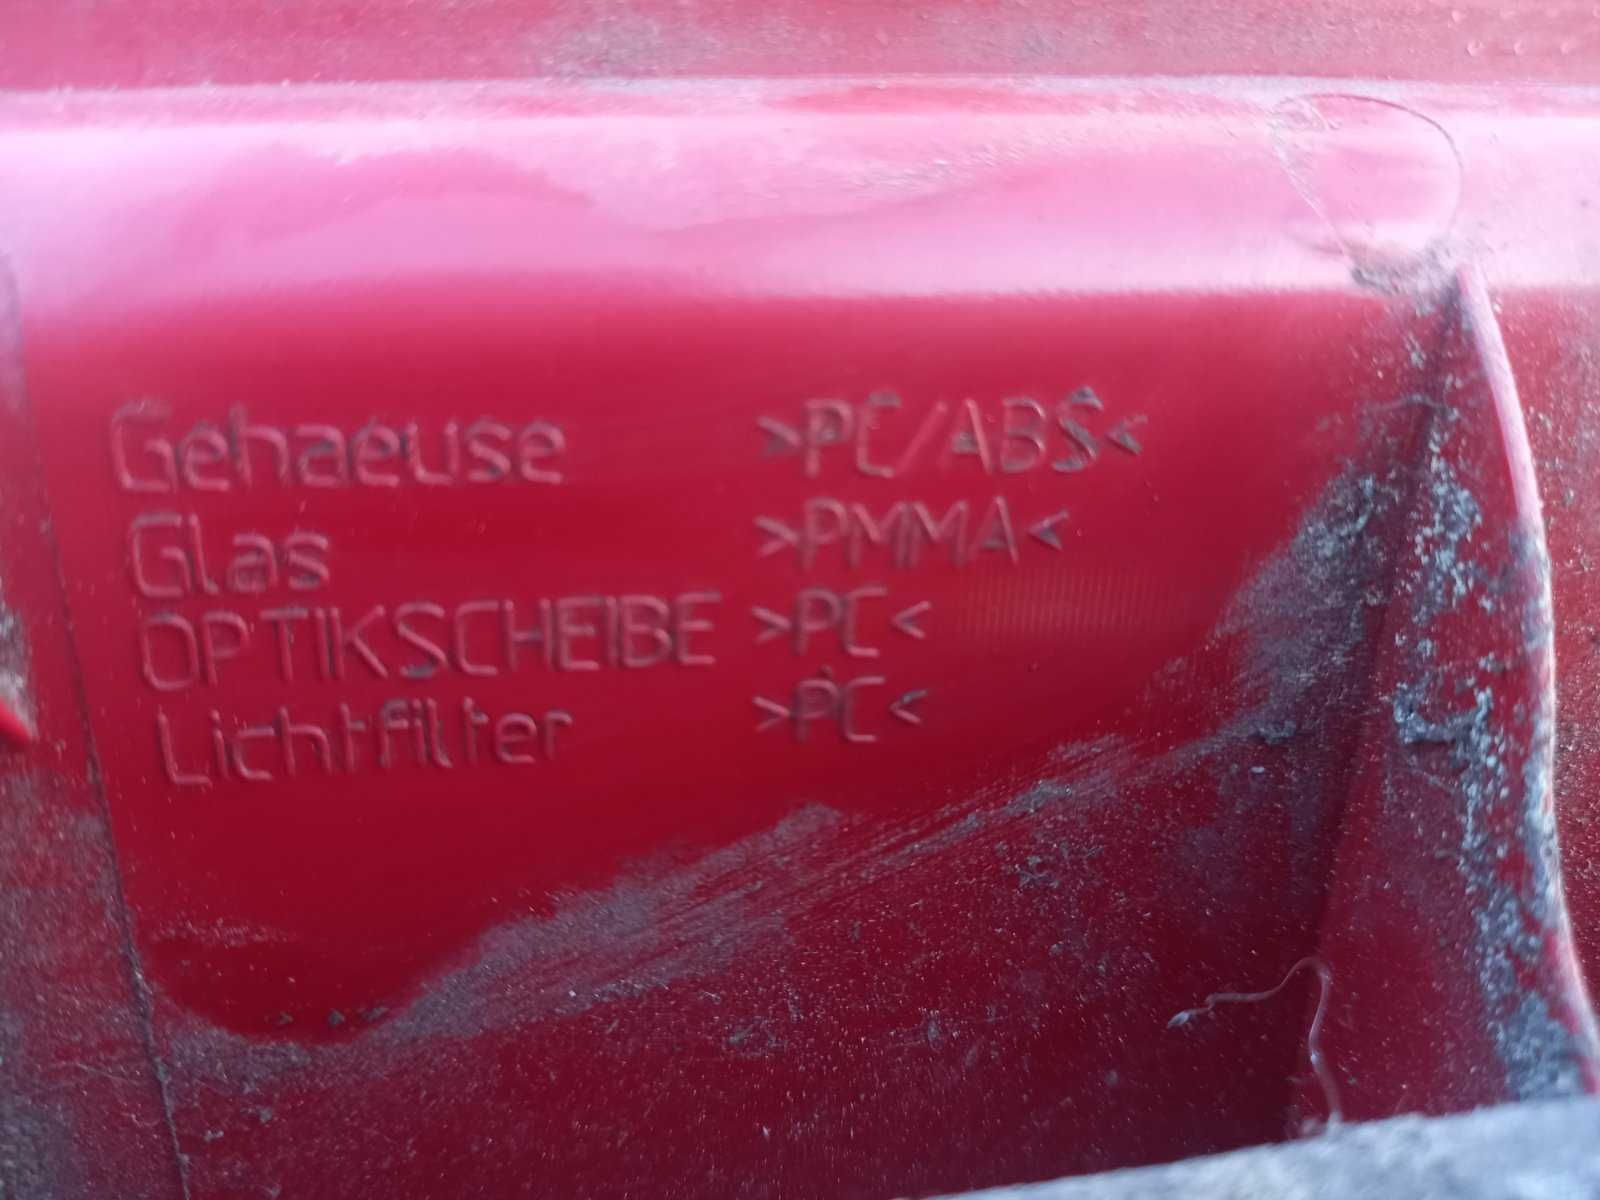 Gehaeuse >PC/ABS<
Glas >PMMA<
OPTIKSCHEIBE >PC<
Lichtfilter >PC<